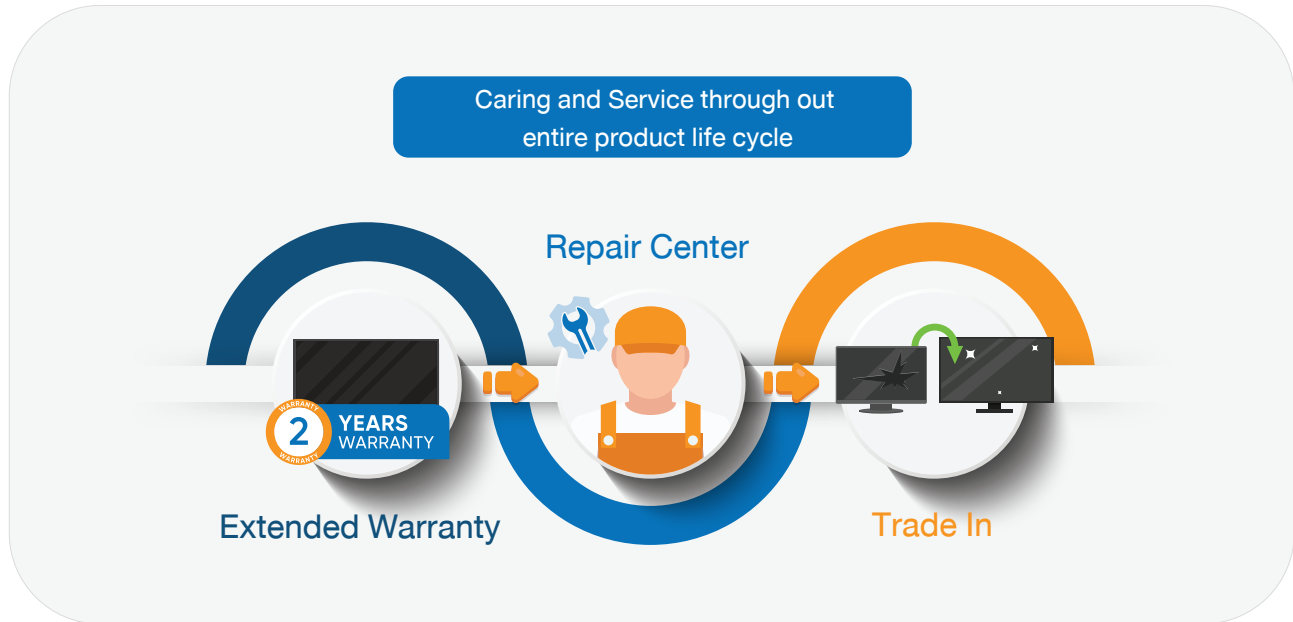 Caring and Service through out
entire product life cycle
Repair Center
WARRANTY
2
YEARS
WARRANTY
WARRANTY
Extended Warranty
Trade In